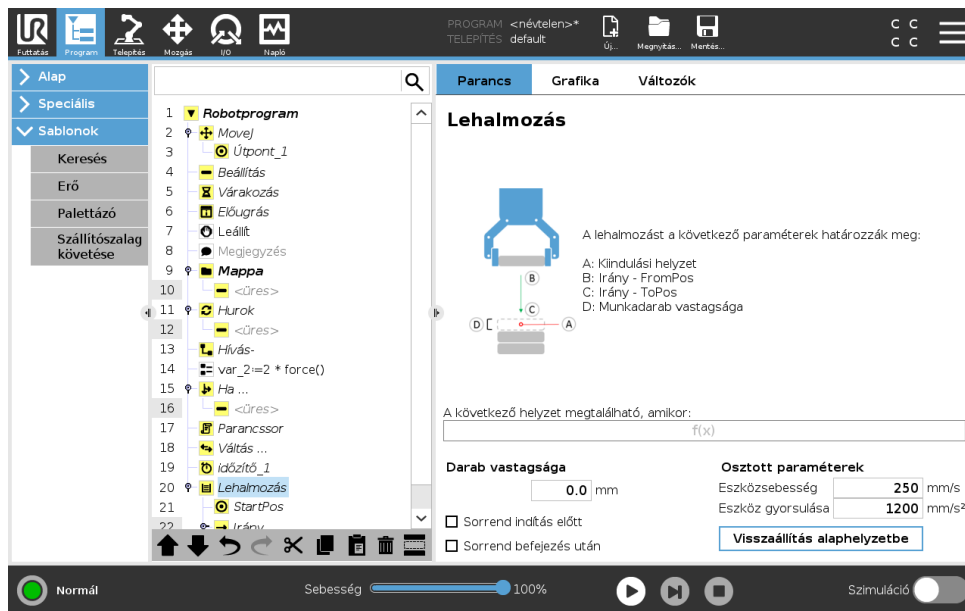 UR
Futtatás
Program
Telepítés
Mozgás
I/O
Napló
PROGRAM <névtelen>*
TELEPÍTÉS default
Új...
Megnyitás...
Mentés...
C C
C C
Alap
Speciális
Sablonok
Keresés
Erő
Palettázó
Szállítószalag
követése
1 Robotprogram
2 MoveJ
3 Útpont_1
4 Beállítás
5 Várakozás
6 Előugrás
7 Leállít
8 Megjegyzés
9 Mappa
10 <üres>
11 Hurok
12 <üres>
13 Hívás-
14 var_2≔2 * force()
15 Ha ...
16 <üres>
17 Parancssor
18 Váltás ...
19 időzítő_1
20 Lehalmozás
21 StartPos
22 Irány
Parancs
Grafika
Változók
Lehalmozás
B
C
D
A
A lehalmozást a következő paraméterek határozzák meg:
A: Kiindulási helyzet
B: Irány - FromPos
C: Irány - ToPos
D: Munkadarab vastagsága
A következő helyzet megtalálható, amikor:
f(x)
Darab vastagsága
0.0 mm
Sorrend indítás előtt
Sorrend befejezés után
Osztott paraméterek
Eszközsebesség 250 mm/s
Eszköz gyorsulása 1200 mm/s²
Visszaállítás alaphelyzetbe
Normál
Sebesség
100%
Szimuláció